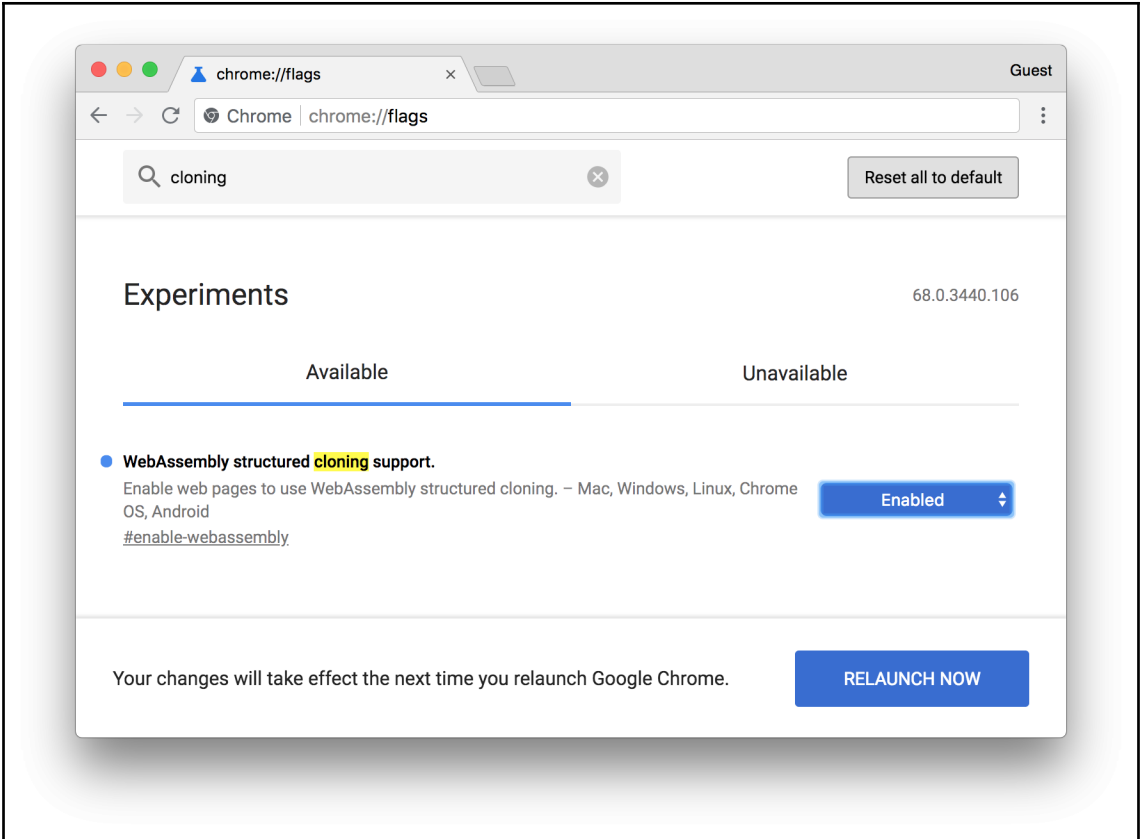 chrome://flags
Guest
Chrome chrome://flags
cloning
Reset all to default
Experiments
68.0.3440.106
Available
Unavailable
WebAssembly structured cloning support.
Enable web pages to use WebAssembly structured cloning. – Mac, Windows, Linux, Chrome
OS, Android
#enable-webassembly
Enabled
Your changes will take effect the next time you relaunch Google Chrome.
RELAUNCH NOW